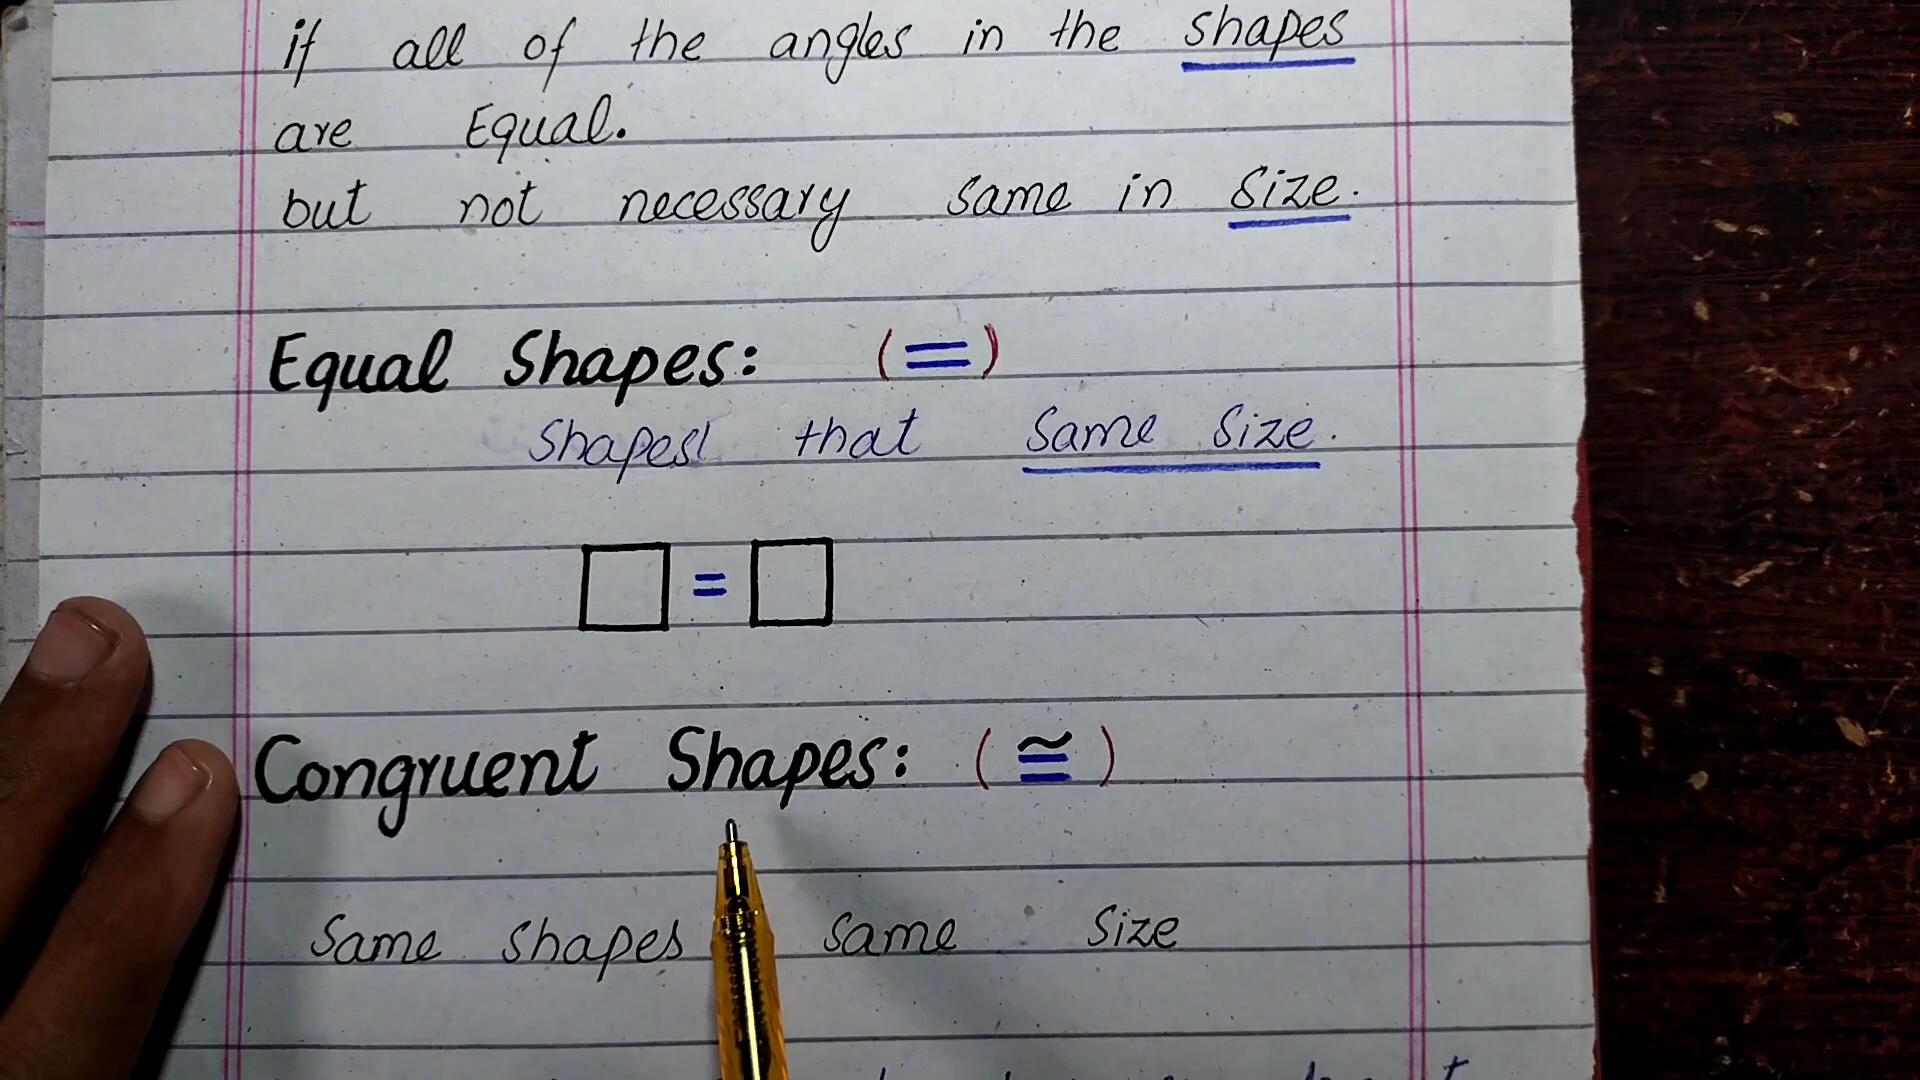 if all of the angles in the shapes
are Equal.
but not necessary same in Size.
Equal Shapes: (=)
Shapes that Same Size.
=
Congruent Shapes: (≅)
Same shapes same Size